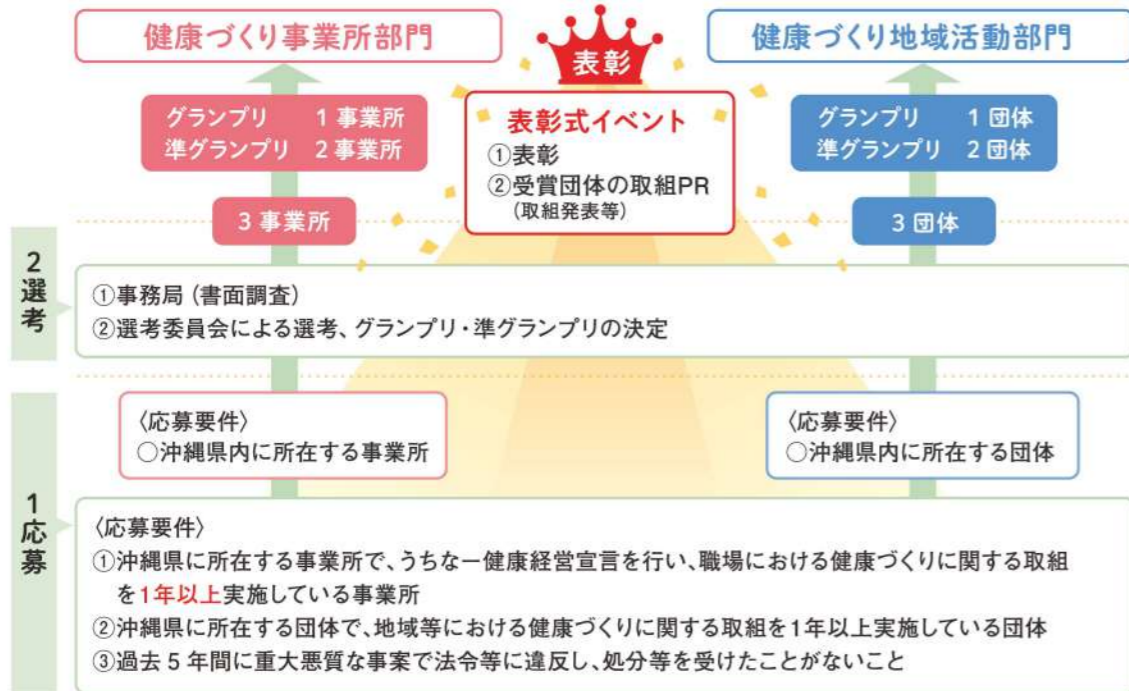 健康づくり事業所部門
表彰
健康づくり地域活動部門
グランプリ 1事業所
準グランプリ 2事業所
表彰式イベント
①表彰
②受賞団体の取組PR
(取組発表等)
グランプリ 1団体
準グランプリ 2団体
3事業所
3団体
2選考
①事務局(書面調査)
②選考委員会による選考、グランプリ・準グランプリの決定
〈応募要件〉
○沖縄県内に所在する事業所
〈応募要件〉
○沖縄県内に所在する団体
1応募
〈応募要件〉
①沖縄県に所在する事業所で、うちなー健康経営宣言を行い、職場における健康づくりに関する取組
を1年以上実施している事業所
②沖縄県に所在する団体で、地域等における健康づくりに関する取組を1年以上実施している団体
③過去5年間に重大悪質な事案で法令等に違反し、処分等を受けたことがないこと